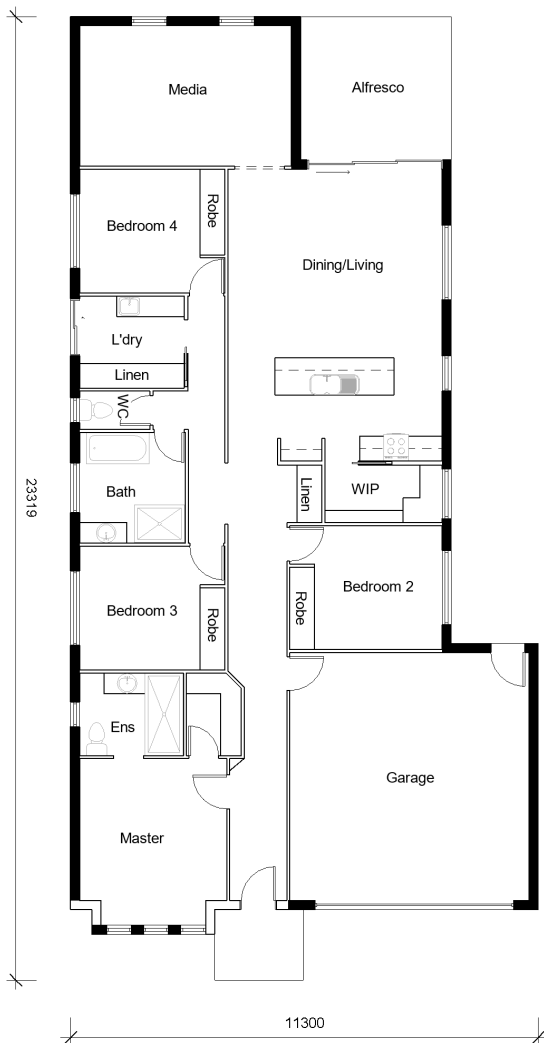 Media
Alfresco
Bedroom 4
Robe
Dining/Living
L'dry
Linen
WC
Bath
Linen
WIP
23319
Bedroom 3
Robe
Robe
Bedroom 2
Ens
Garage
Master
11300